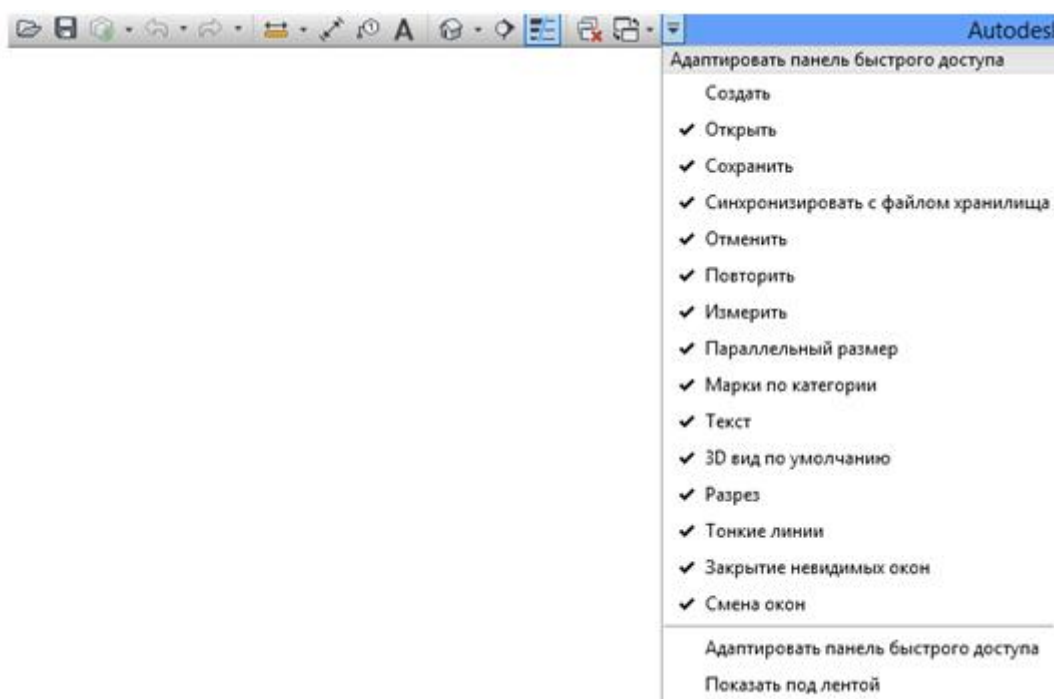 A
Autodesk
Адаптировать панель быстрого доступа
Создать
Открыть
Сохранить
Синхронизировать с файлом хранилища
Отменить
Повторить
Измерить
Параллельный размер
Марки по категории
Текст
3D вид по умолчанию
Разрез
Тонкие линии
Закрытие невидимых окон
Смена окон
Адаптировать панель быстрого доступа
Показать под лентой